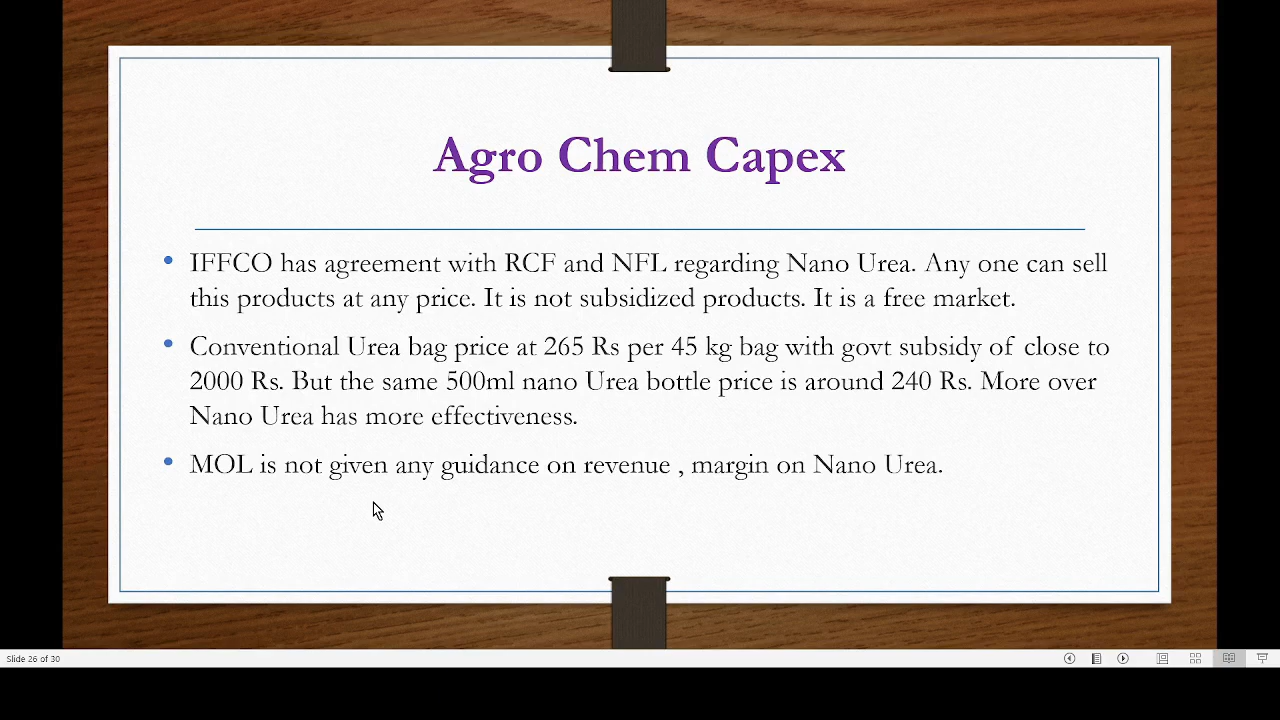 Agro Chem Capex
• IFFCO has agreement with RCF and NFL regarding Nano Urea. Any one can sell
this products at any price. It is not subsidized products. It is a free market.
• Conventional Urea bag price at 265 Rs per 45 kg bag with govt subsidy of close to
2000 Rs. But the same 500ml nano Urea bottle price is around 240 Rs. More over
Nano Urea has more effectiveness.
• MOL is not given any guidance on revenue , margin on Nano Urea.
Slide 26 of 30